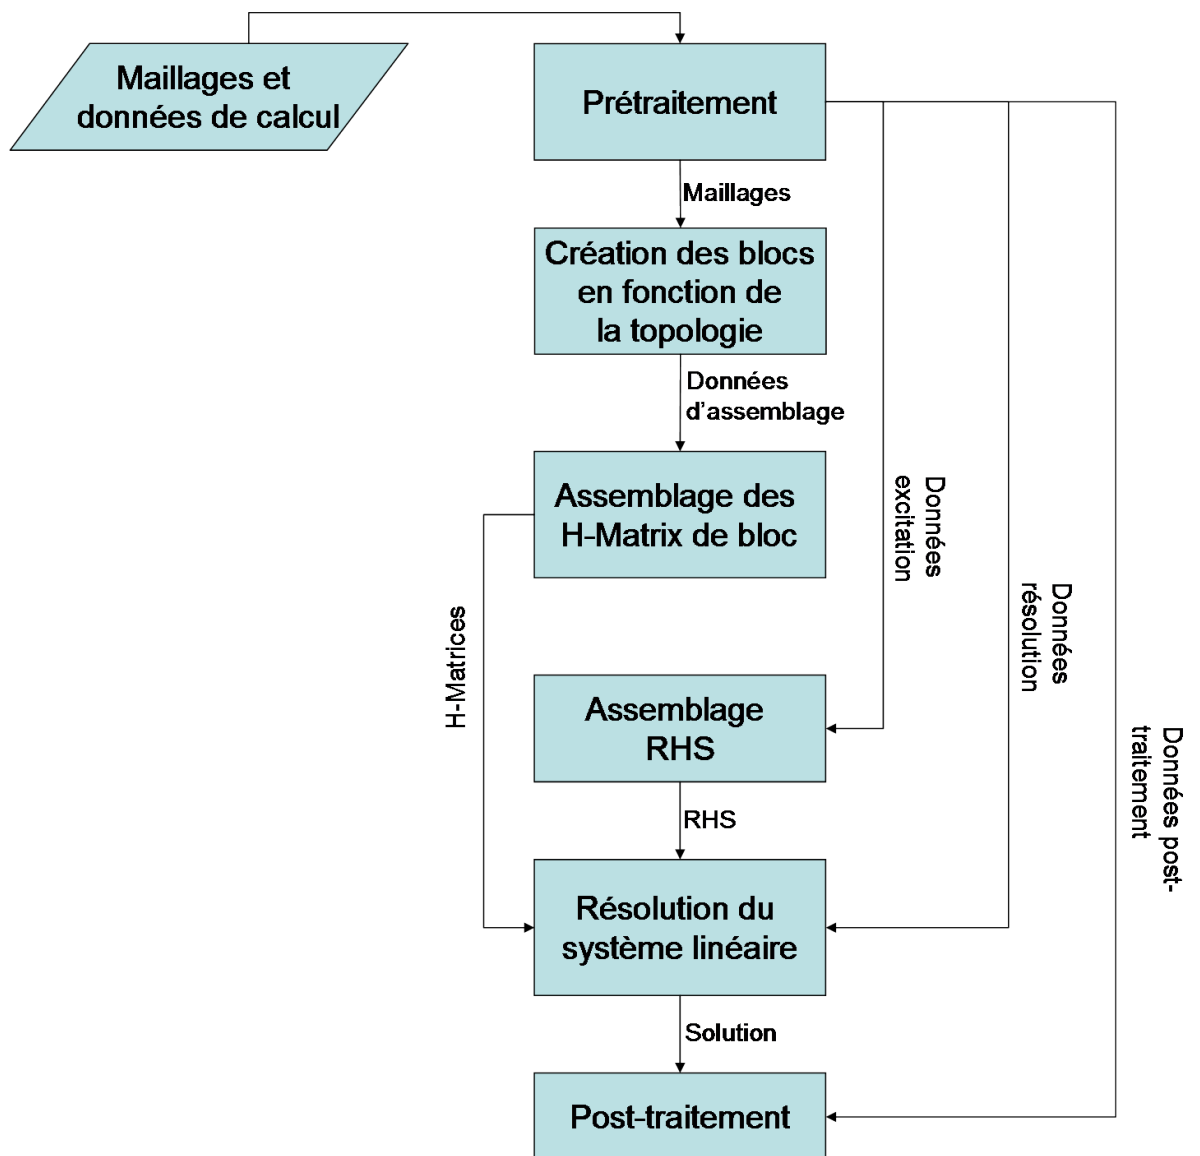 Maillages et
données de calcul
Prétraitement
Maillages
Création des blocs
en fonction de
la topologie
Données
d'assemblage
Assemblage des
H-Matrix de bloc
Données
excitation
Données
résolution
H-Matrices
Assemblage
RHS
Données post-
traitement
RHS
Résolution du
système linéaire
Solution
Post-traitement